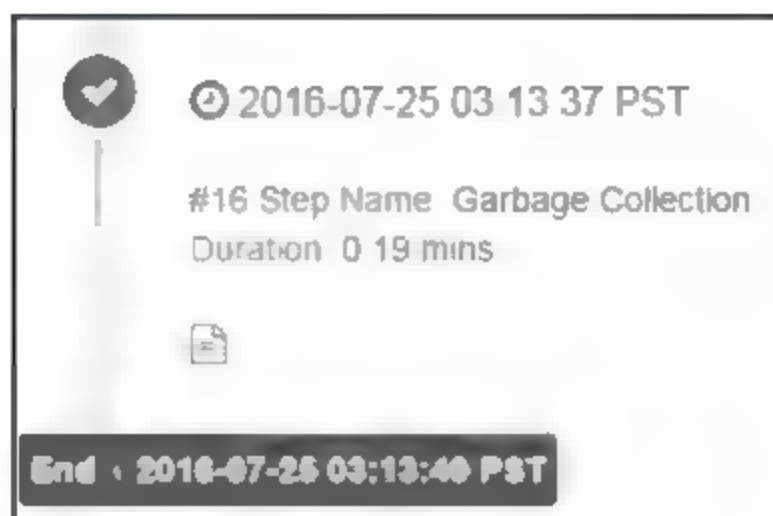 2016-07-25 03 13 37 PST
#16 Step Name Garbage Collection
Duration 0 19 mins
End : 2016-07-25 03:13:49 PST